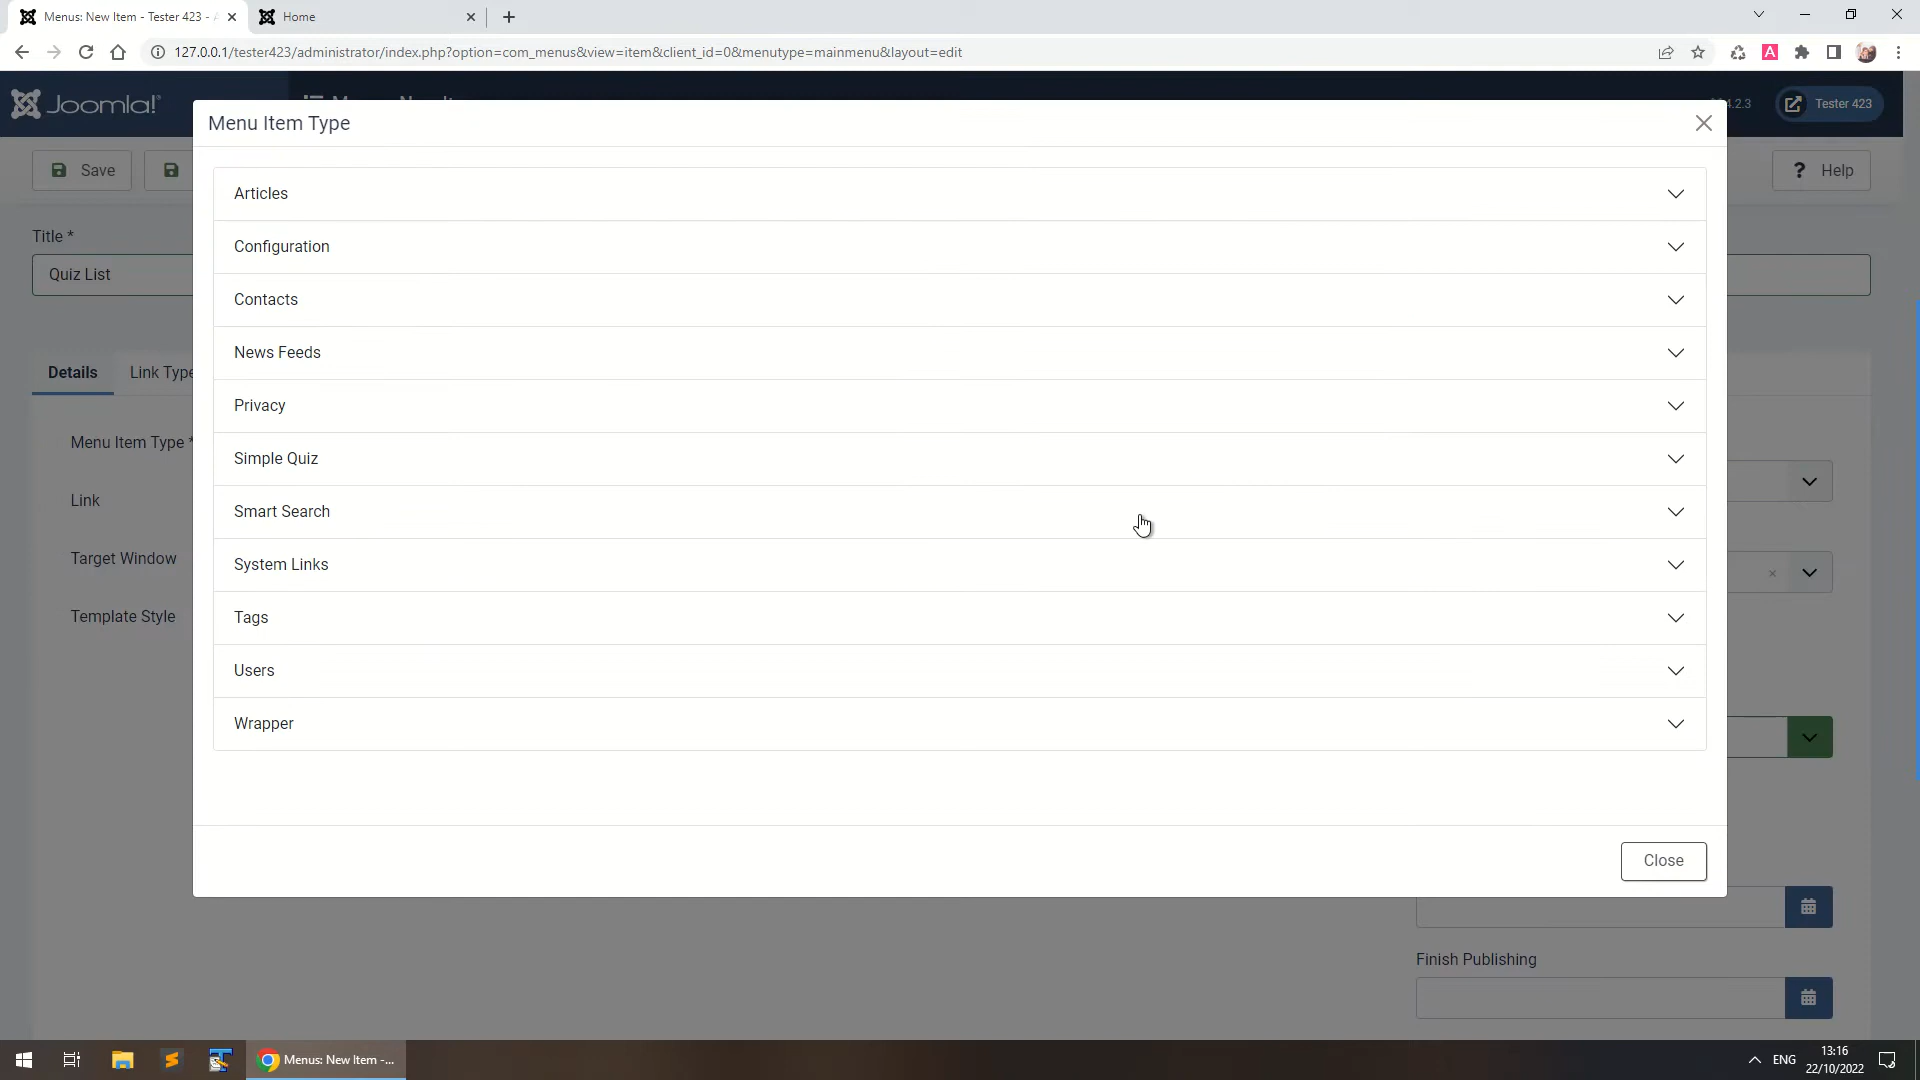 Menus: New Item - Tester 423 -
Home
127.0.0.1/tester423/administrator/index.php?option=com_menus&view=item&client_id=0&menutype=mainmenu&layout=edit
Joomla!
4.2.3
Tester 423
Menu Item Type
Save
Help
Title *
Quiz List
Details
Link Type
Menu Item Type *
Link
Target Window
Template Style
Articles
Configuration
Contacts
News Feeds
Privacy
Simple Quiz
Smart Search
System Links
Tags
Users
Wrapper
Close
Finish Publishing
Menus: New Item -...
ENG
13:16
22/10/2022